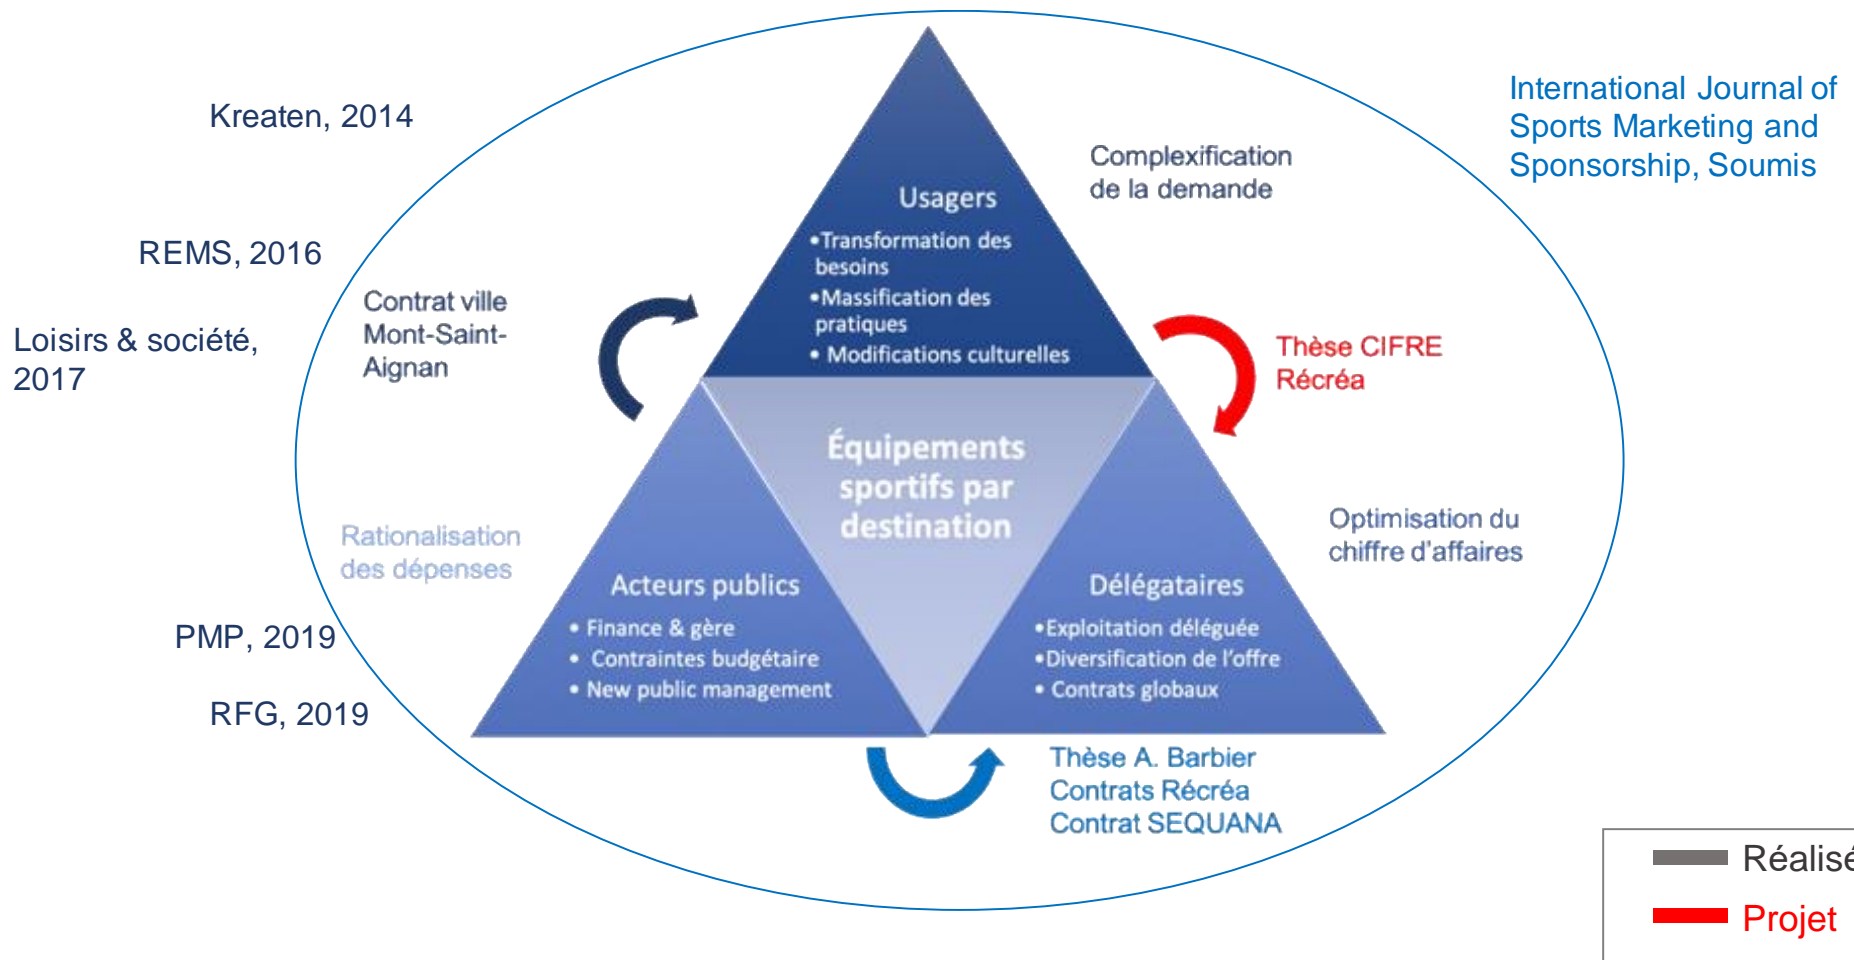 Kreaten, 2014
REMS, 2016
Loisirs & société,
2017
PMP, 2019
RFG, 2019
International Journal of
Sports Marketing and
Sponsorship, Soumis
Complexification
de la demande
Usagers
•Transformation des
besoins
•Massification des
pratiques
• Modifications culturelles
Contrat ville
Mont-Saint-
Aignan
Thèse CIFRE
Récréa
Équipements
sportifs par
destination
Rationalisation
des dépenses
Optimisation du
chiffre d'affaires
Acteurs publics
• Finance & gère
• Contraintes budgétaire
• New public management
Délégataires
•Exploitation déléguée
•Diversification de l'offre
• Contrats globaux
Thèse A. Barbier
Contrats Récréa
Contrat SEQUANA
Réalisé
Projet